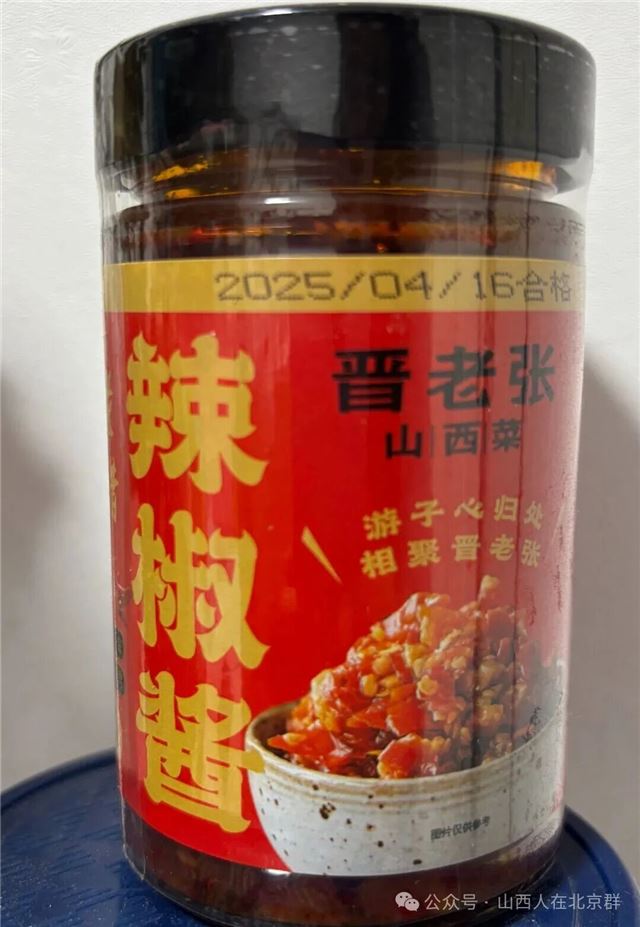 2025/04/16合格
辣椒酱
晋老张
山西菜
游子心归处
相聚晋老张
图片仅供参考
公众号 · 山西人在北京群